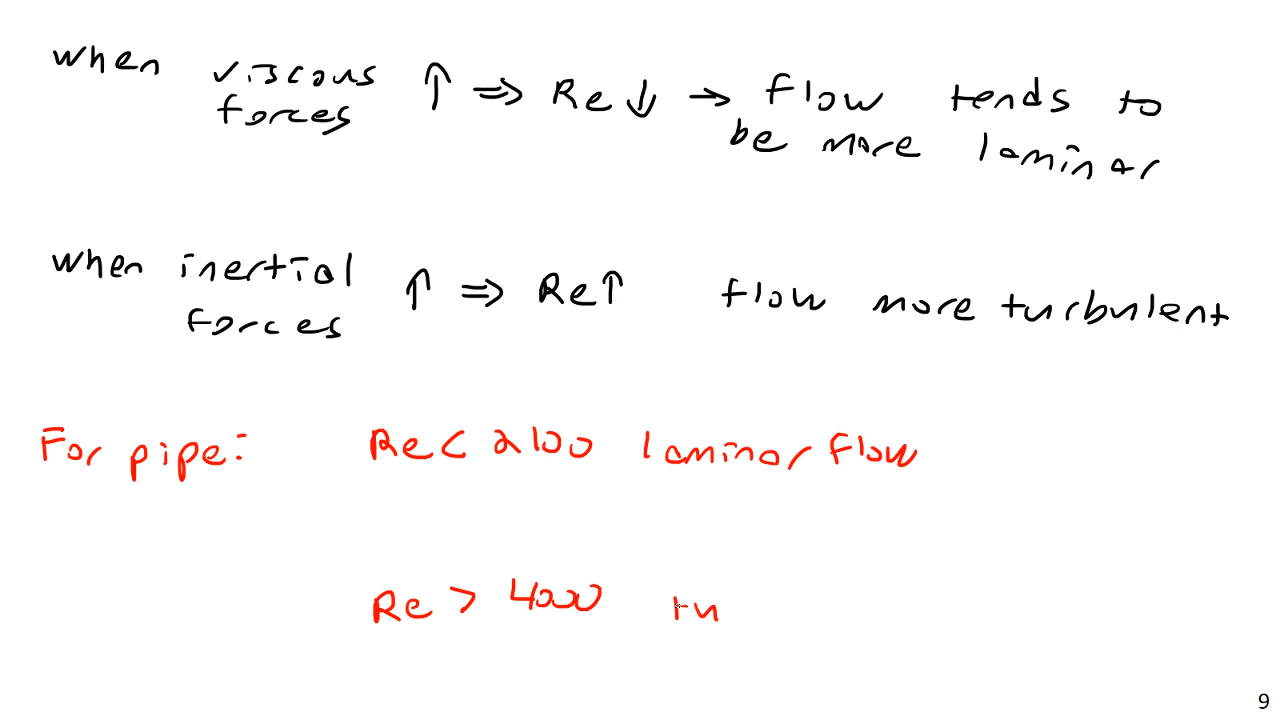 when viscous forces ↑ ⇒ Re ↓ → flow tends to be more laminar
when inertial forces ↑ ⇒ Re ↑ flow more turbulent
For pipe: Re < 2100 laminar flow
Re > 4000 tu
9